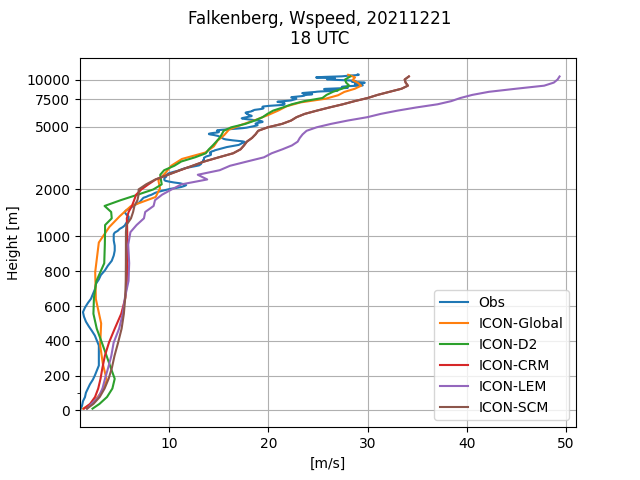 Falkenberg, Wspeed, 20211221
18 UTC
Height [m]
10000
7500
5000
2000
1000
800
600
400
200
0
10
20
30
40
50
[m/s]
Obs
ICON-Global
ICON-D2
ICON-CRM
ICON-LEM
ICON-SCM